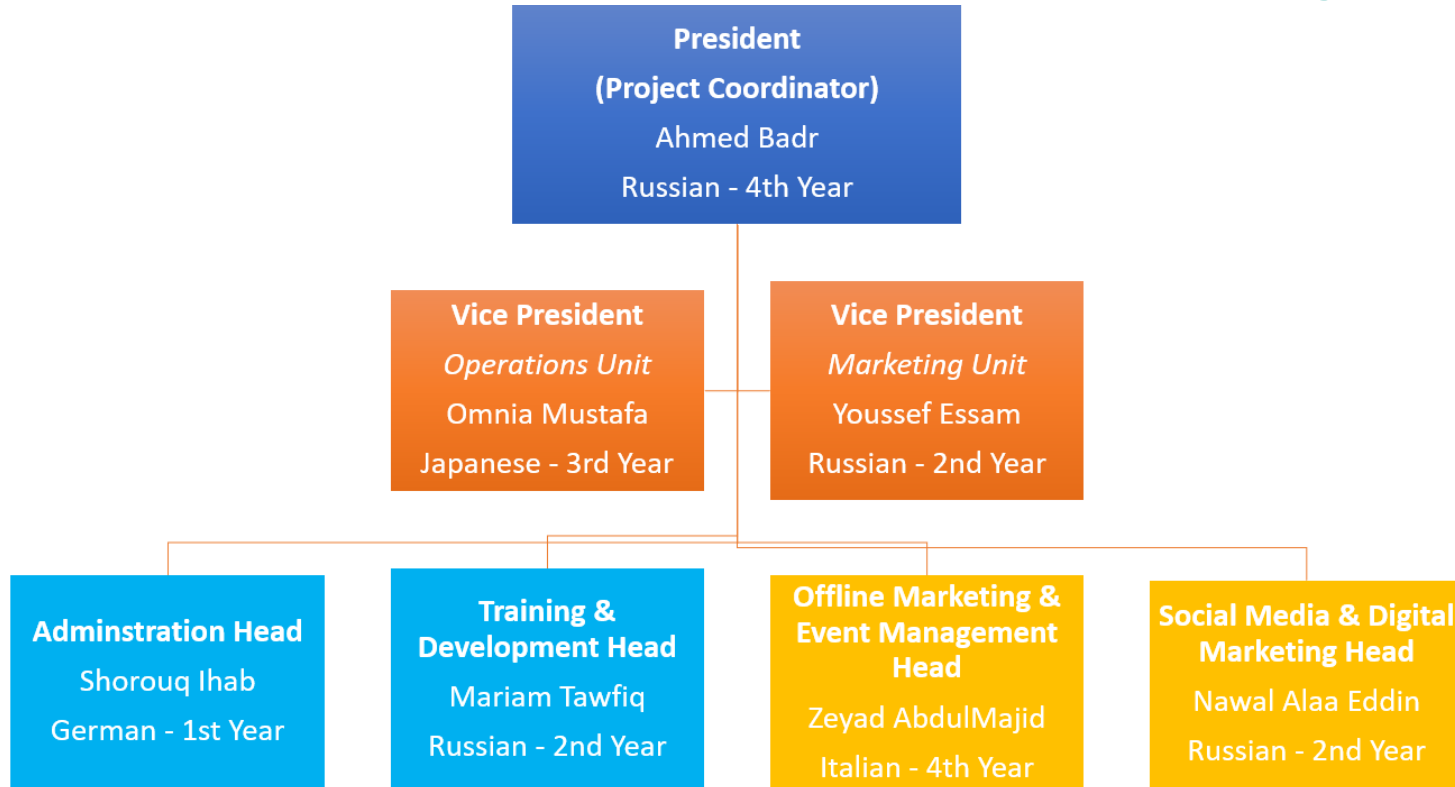 President
(Project Coordinator)
Ahmed Badr
Russian - 4th Year
Vice President
Operations Unit
Omnia Mustafa
Japanese - 3rd Year
Vice President
Marketing Unit
Youssef Essam
Russian - 2nd Year
Adminstration Head
Shorouq Ihab
German - 1st Year
Training &
Development Head
Mariam Tawfiq
Russian - 2nd Year
Offline Marketing &
Event Management
Head
Zeyad AbdulMajid
Italian - 4th Year
Social Media & Digital
Marketing Head
Nawal Alaa Eddin
Russian - 2nd Year